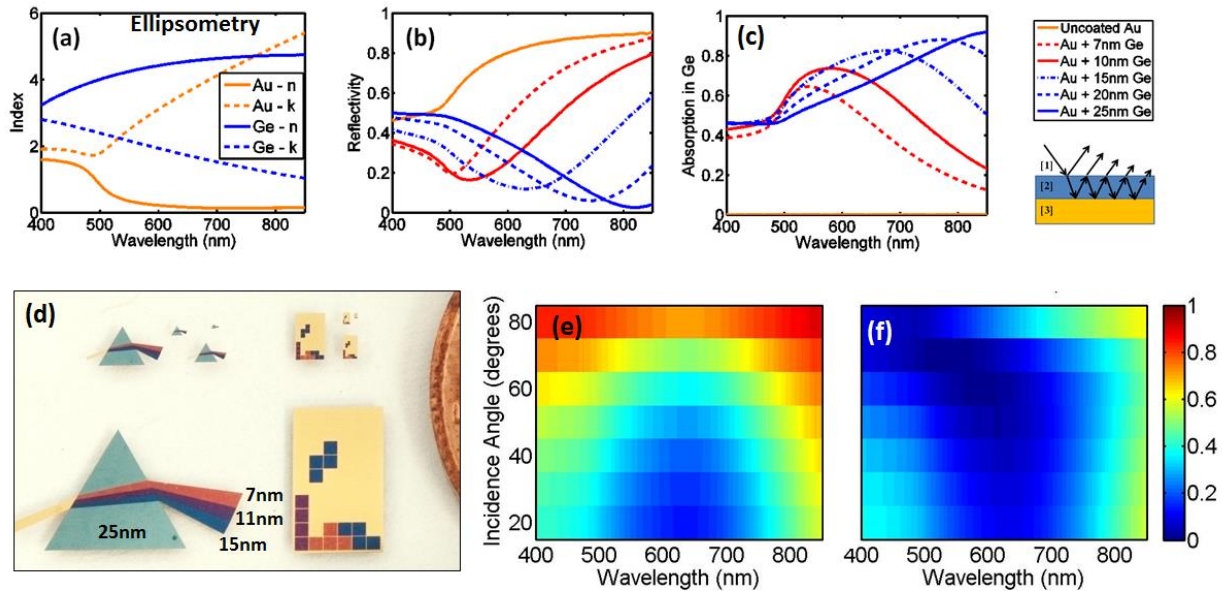 Ellipsometry
(a)
6
4
2
0
400 500 600 700 800
Index
Wavelength (nm)
Au - n
Au - k
Ge - n
Ge - k
(b)
1
0.8
0.6
0.4
0.2
0
400 500 600 700 800
Reflectivity
Wavelength (nm)
(c)
1
0.8
0.6
0.4
0.2
0
400 500 600 700 800
Absorption in Ge
Wavelength (nm)
Uncoated Au
Au + 7nm Ge
Au + 10nm Ge
Au + 15nm Ge
Au + 20nm Ge
Au + 25nm Ge
[1]
[2]
[3]
(d)
7nm
11nm
15nm
25nm
(e)
Incidence Angle (degrees)
80
60
40
20
400 500 600 700 800
Wavelength (nm)
(f)
400 500 600 700 800
Wavelength (nm)
1
0.8
0.6
0.4
0.2
0